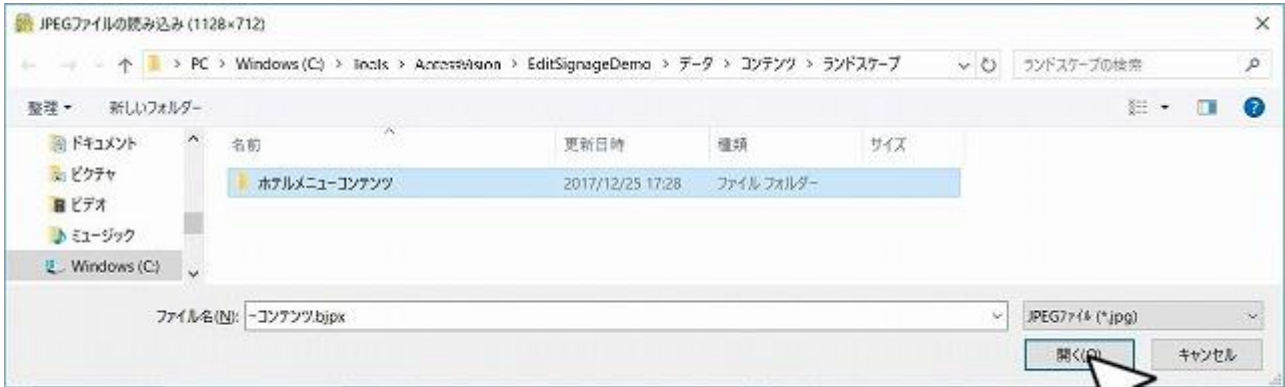 JPEGファイルの読み込み (1128×712)
PC > Windows (C:) > Tools > AccessVision > EditSignageDemo > データ > コンテンツ > ランドスケープ
ランドスケープの検索
整理
新しいフォルダー
ドキュメント
ピクチャ
ビデオ
ミュージック
Windows (C:)
名前 更新日時 種類 サイズ
ホテルメニューコンテンツ 2017/12/25 17:28 ファイル フォルダー
ファイル名(N): -コンテンツ.bjpx
JPEGファイル (*.jpg)
開く(O) キャンセル